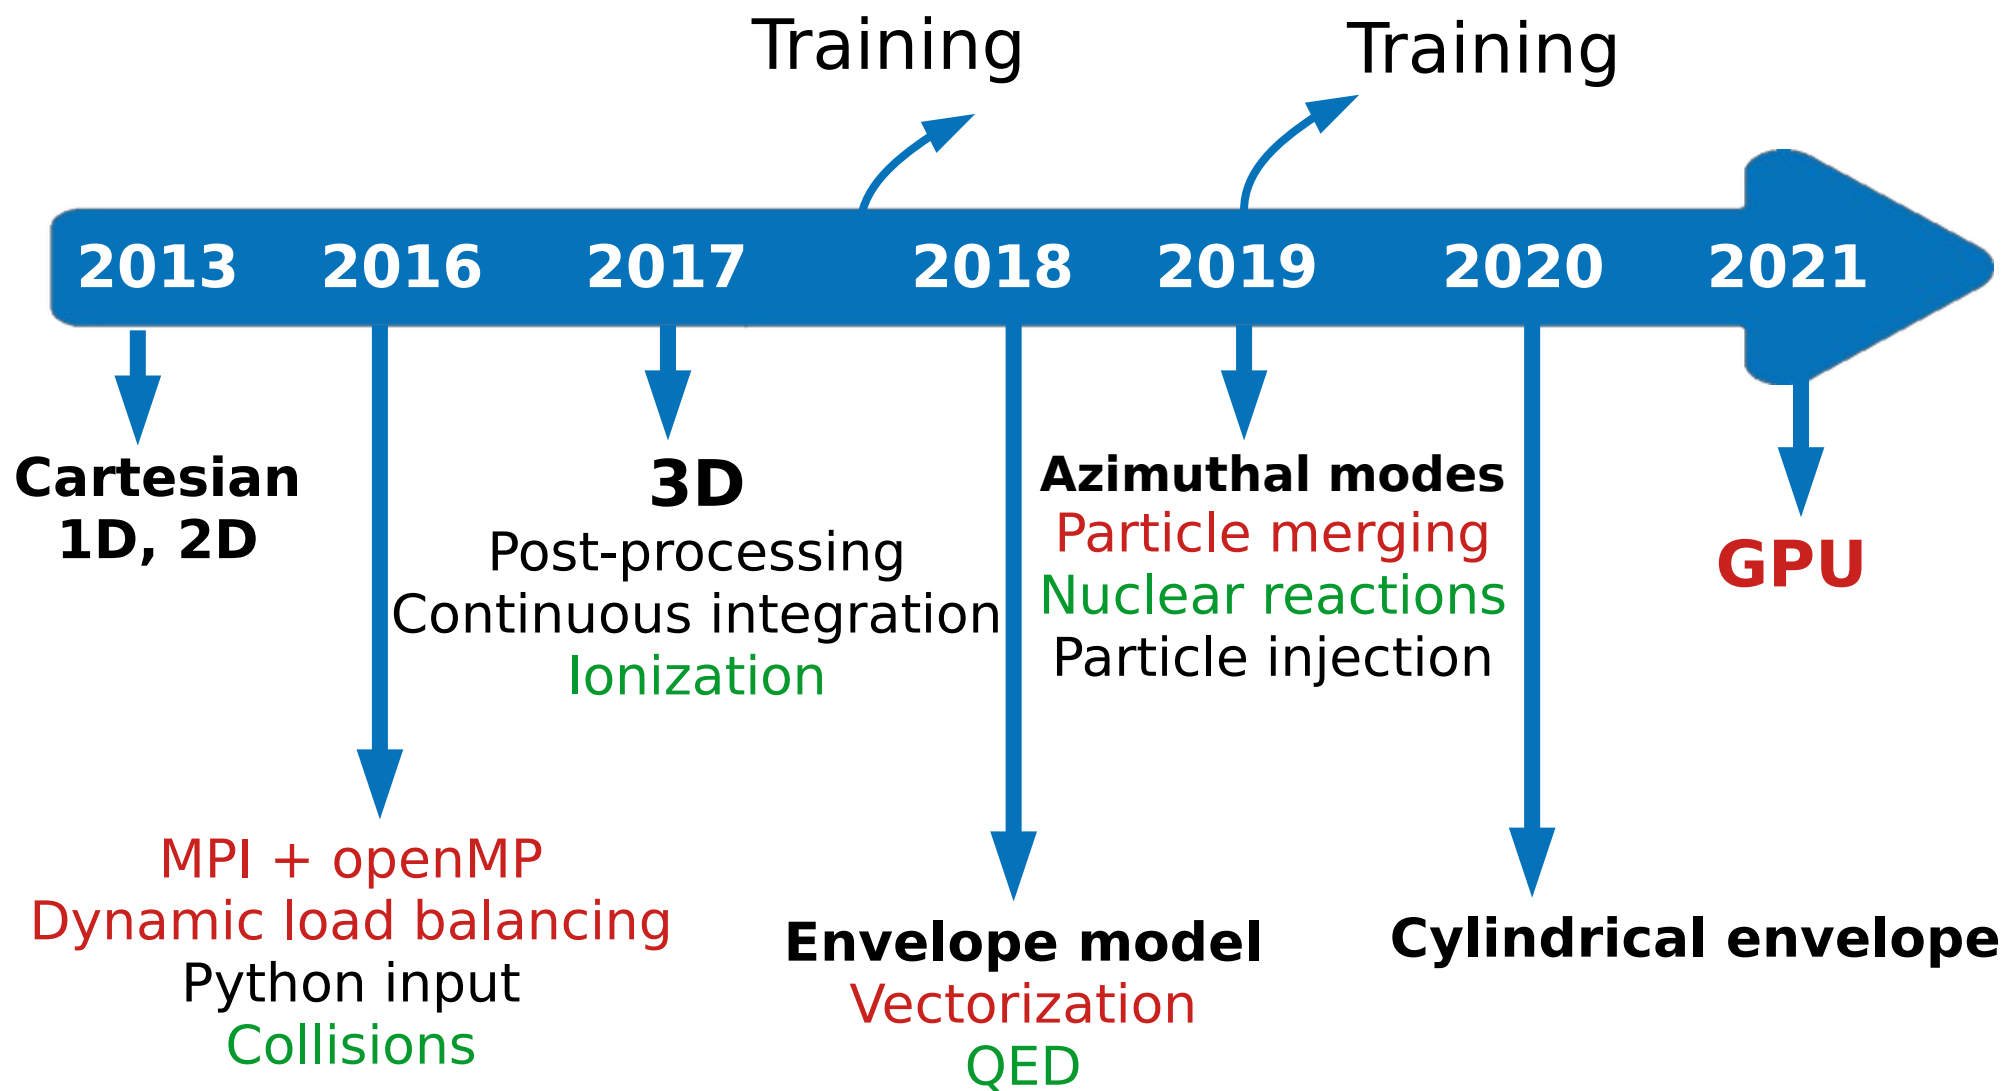 Training
Training
2013
2016
2017
2018
2019
2020
2021
Cartesian
1D, 2D
MPI + openMP
Dynamic load balancing
Python input
Collisions
3D
Post-processing
Continuous integration
Ionization
Envelope model
Vectorization
QED
Azimuthal modes
Particle merging
Nuclear reactions
Particle injection
Cylindrical envelope
GPU